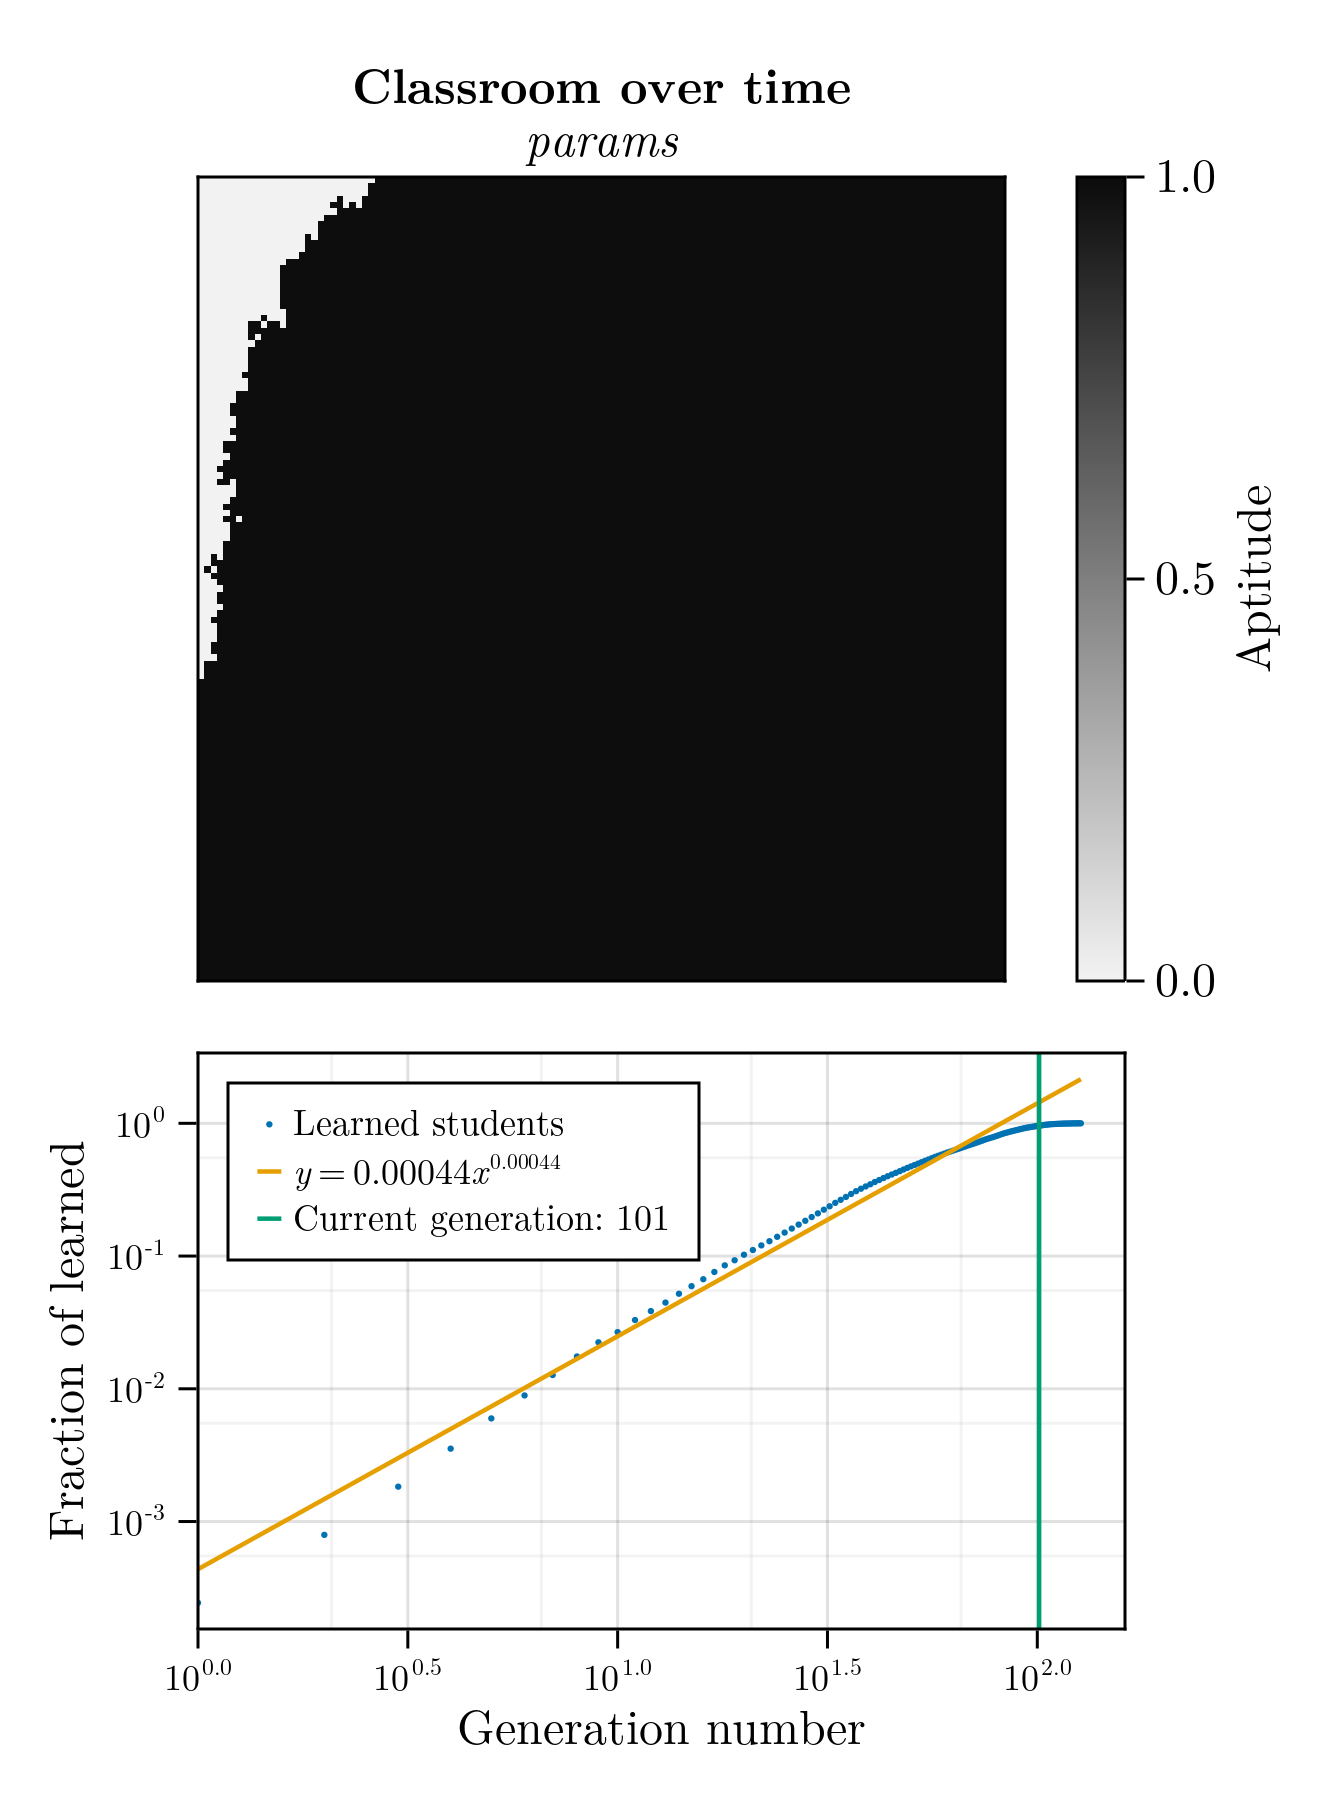 Classroom over time
params
1.0
0.5
0.0
Aptitude
Learned students
y = 0.00044x^0.00044
Current generation: 101
10^0
10^-1
10^-2
10^-3
Fraction of learned
10^0.0 10^0.5 10^1.0 10^1.5 10^2.0
Generation number